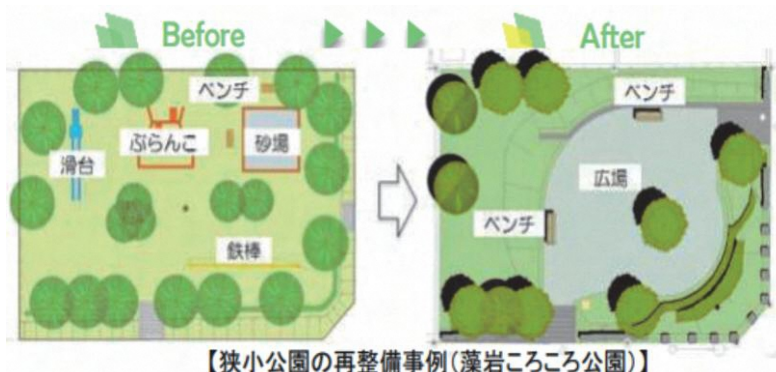 Before
After
ベンチ
ぶらんこ
砂場
滑台
鉄棒
ベンチ
広場
ベンチ
【狭小公園の再整備事例(藻岩ころころ公園)】